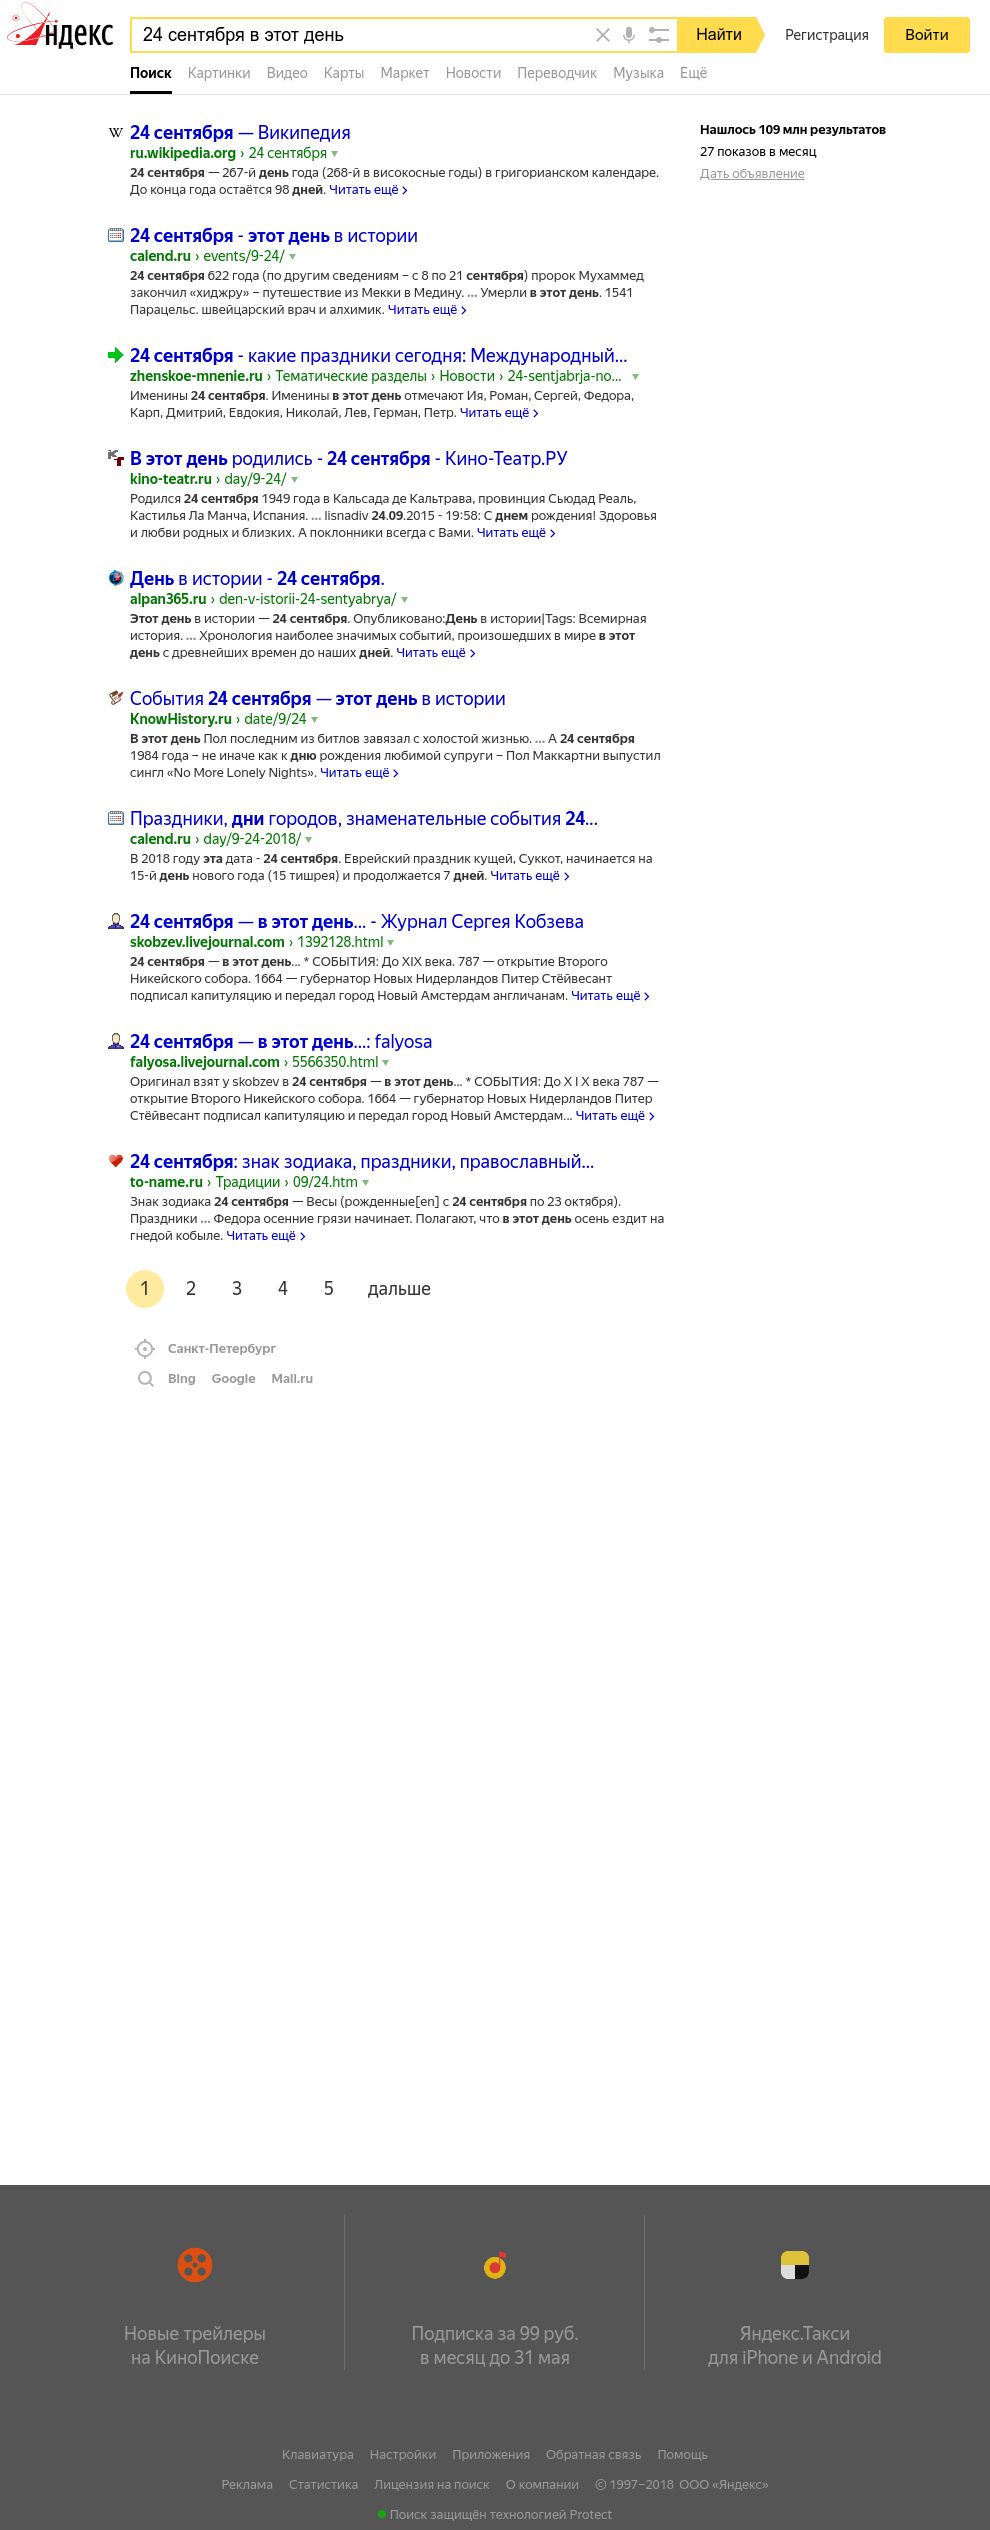 Яндекс
24 сентября в этот день
Найти
Регистрация
Войти
Поиск Картинки Видео Карты Маркет Новости Переводчик Музыка Ещё
24 сентября — Википедия
ru.wikipedia.org › 24 сентября
24 сентября — 267-й день года (268-й в високосные годы) в григорианском календаре.
До конца года остаётся 98 дней. Читать ещё
Нашлось 109 млн результатов
27 показов в месяц
Дать объявление
24 сентября - этот день в истории
calend.ru › events/9-24/
24 сентября 622 года (по другим сведениям – с 8 по 21 сентября) пророк Мухаммед
закончил «хиджру» – путешествие из Мекки в Медину. ... Умерли в этот день. 1541
Парацельс. швейцарский врач и алхимик. Читать ещё
24 сентября - какие праздники сегодня: Международный...
zhenskoe-mnenie.ru › Тематические разделы › Новости › 24-sentjabrja-no...
Именины 24 сентября. Именины в этот день отмечают Ия, Роман, Сергей, Федора,
Карп, Дмитрий, Евдокия, Николай, Лев, Герман, Петр. Читать ещё
В этот день родились - 24 сентября - Кино-Театр.РУ
kino-teatr.ru › day/9-24/
Родился 24 сентября 1949 года в Кальсада де Кальтрава, провинция Сьюдад Реаль,
Кастилья Ла Манча, Испания. ... lisnadiv 24.09.2015 - 19:58: С днем рождения! Здоровья
и любви родных и близких. А поклонники всегда с Вами. Читать ещё
День в истории - 24 сентября.
alpan365.ru › den-v-istorii-24-sentyabrya/
Этот день в истории — 24 сентября. Опубликовано:День в истории|Tags: Всемирная
история. ... Хронология наиболее значимых событий, произошедших в мире в этот
день с древнейших времен до наших дней. Читать ещё
События 24 сентября — этот день в истории
KnowHistory.ru › date/9/24
В этот день Пол последним из битлов завязал с холостой жизнью. ... А 24 сентября
1984 года – не иначе как к дню рождения любимой супруги – Пол Маккартни выпустил
сингл «No More Lonely Nights». Читать ещё
Праздники, дни городов, знаменательные события 24...
calend.ru › day/9-24-2018/
В 2018 году эта дата - 24 сентября. Еврейский праздник кущей, Суккот, начинается на
15-й день нового года (15 тишрея) и продолжается 7 дней. Читать ещё
24 сентября — в этот день... - Журнал Сергея Кобзева
skobzev.livejournal.com › 1392128.html
24 сентября — в этот день... * СОБЫТИЯ: До XIX века. 787 — открытие Второго
Никейского собора. 1664 — губернатор Новых Нидерландов Питер Стёйвесант
подписал капитуляцию и передал город Новый Амстердам англичанам. Читать ещё
24 сентября — в этот день...: falyosa
falyosa.livejournal.com › 5566350.html
Оригинал взят у skobzev в 24 сентября — в этот день... * СОБЫТИЯ: До X I X века 787 —
открытие Второго Никейского собора. 1664 — губернатор Новых Нидерландов Питер
Стёйвесант подписал капитуляцию и передал город Новый Амстердам... Читать ещё
24 сентября: знак зодиака, праздники, православный...
to-name.ru › Традиции › 09/24.htm
Знак зодиака 24 сентября — Весы (рожденные[en] с 24 сентября по 23 октября).
Праздники ... Федора осенние грязи начинает. Полагают, что в этот день осень ездит на
гнедой кобыле. Читать ещё
1 2 3 4 5 дальше
Санкт-Петербург
Bing Google Mail.ru
Новые трейлеры
на КиноПоиске
Подписка за 99 руб.
в месяц до 31 мая
Яндекс.Такси
для iPhone и Android
Клавиатура Настройки Приложения Обратная связь Помощь
Реклама Статистика Лицензия на поиск О компании © 1997–2018 ООО «Яндекс»
Поиск защищён технологией Protect